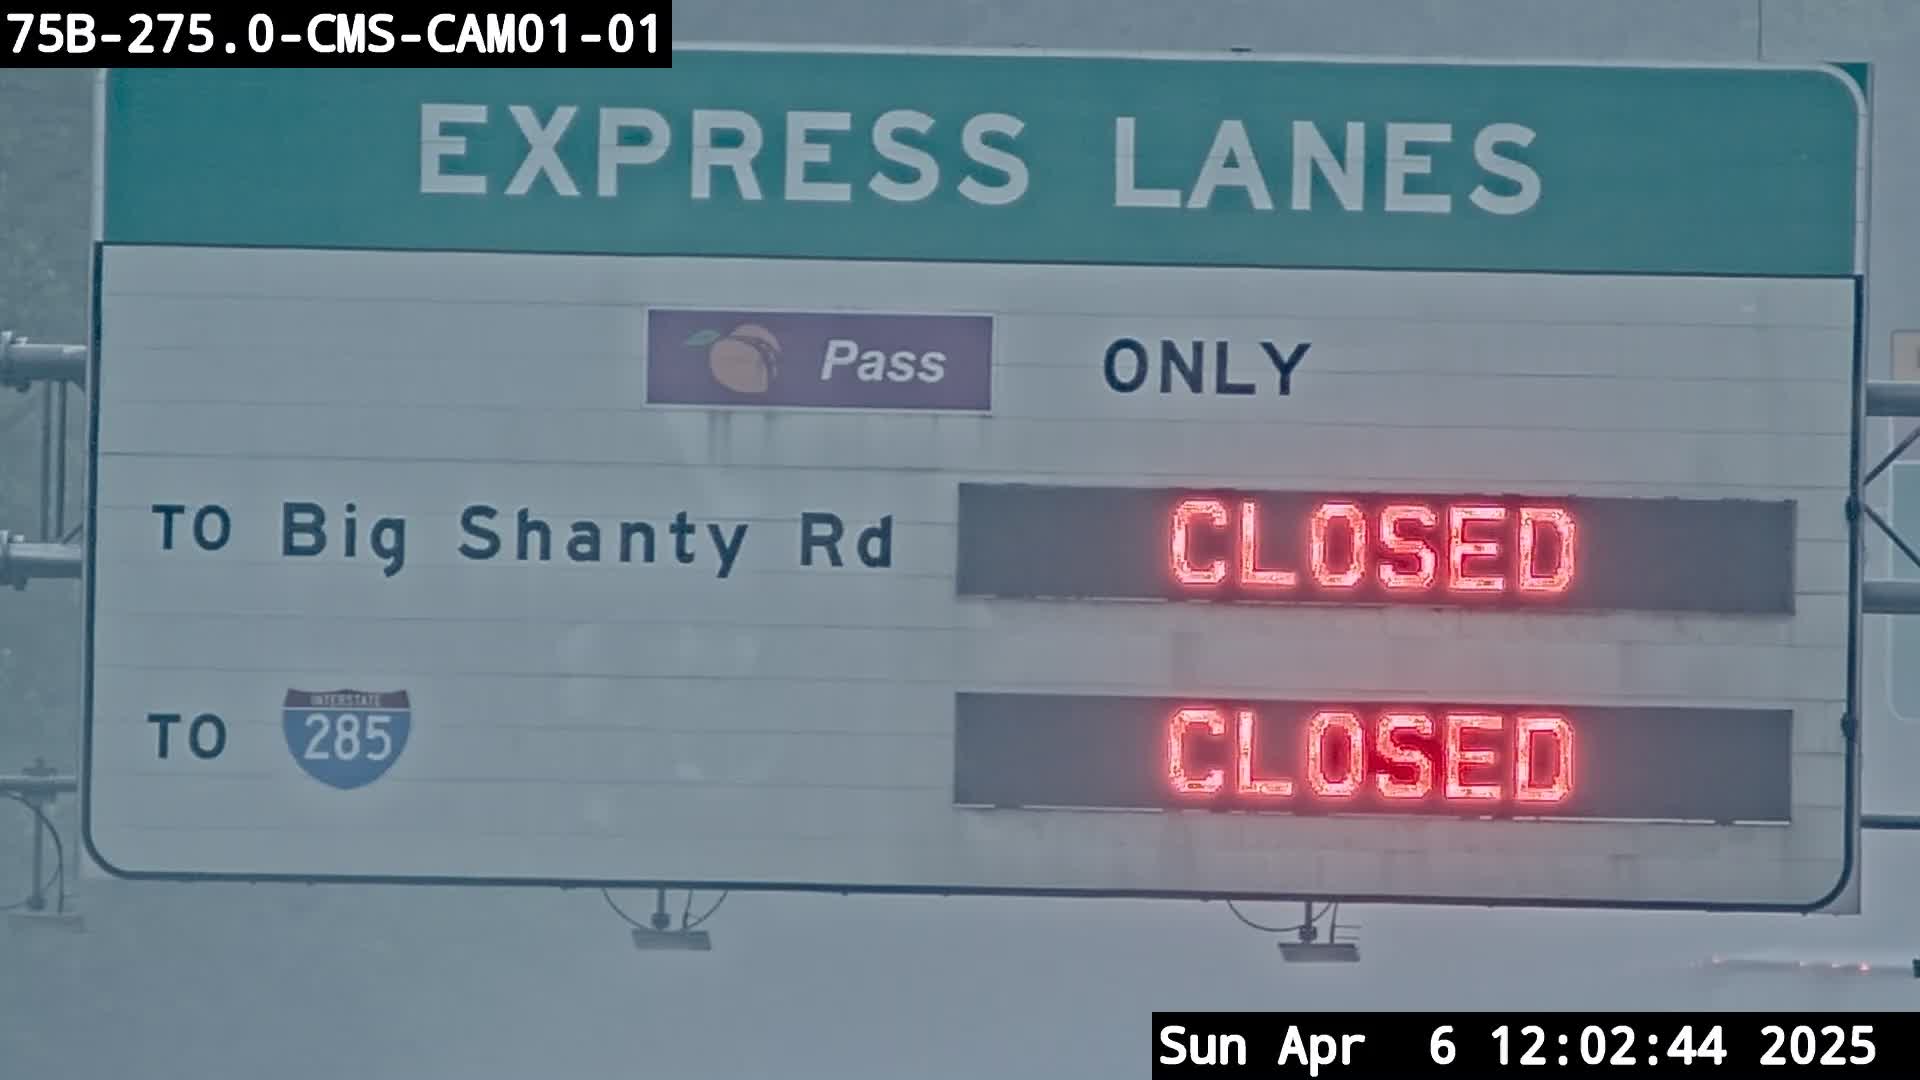 75B-275.0-CMS-CAM01-01
EXPRESS LANES
Pass ONLY
TO Big Shanty Rd CLOSED
TO INTERSTATE 285 CLOSED
Sun Apr 6 12:02:44 2025